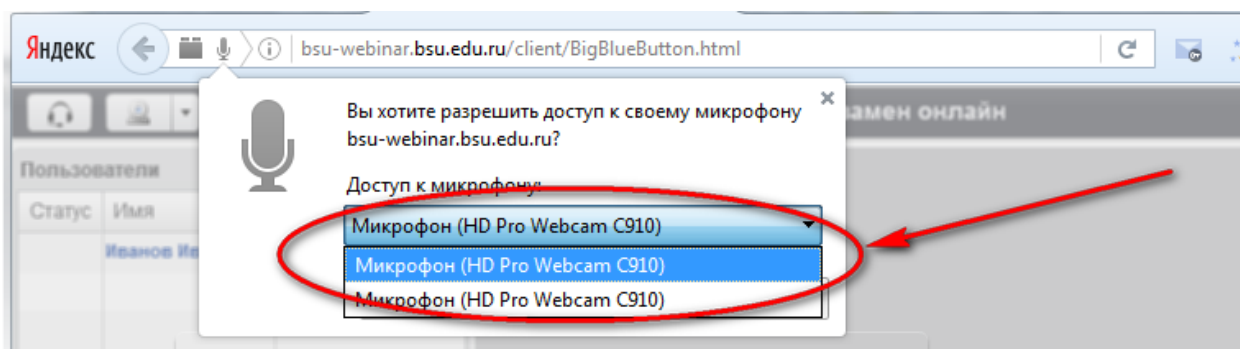 Яндекс
bsu-webinar.bsu.edu.ru/client/BigBlueButton.html
Вы хотите разрешить доступ к своему микрофону
bsu-webinar.bsu.edu.ru?
замен онлайн
Пользователи
Доступ к микрофону:
Статус Имя
Микрофон (HD Pro Webcam C910)
Иванов Ив
Микрофон (HD Pro Webcam C910)
Микрофон (HD Pro Webcam C910)